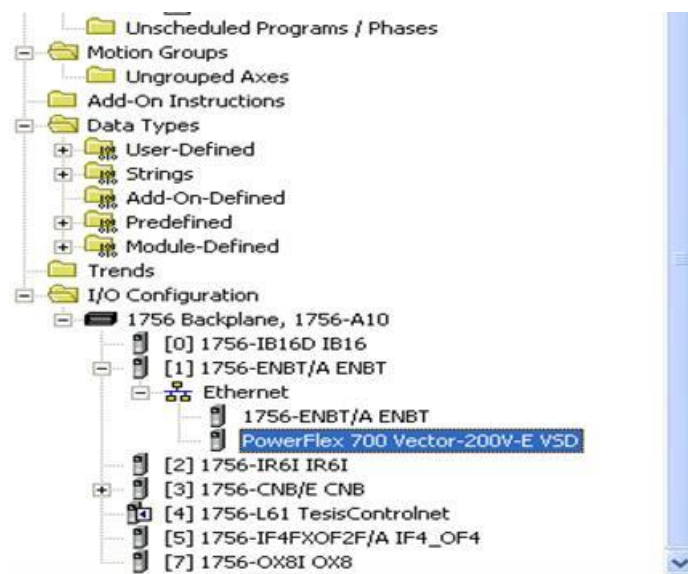 Unscheduled Programs / Phases
Motion Groups
Ungrouped Axes
Add-On Instructions
Data Types
User-Defined
Strings
Add-On-Defined
Predefined
Module-Defined
Trends
I/O Configuration
1756 Backplane, 1756-A10
[0] 1756-IB16D IB16
[1] 1756-ENBT/A ENBT
Ethernet
1756-ENBT/A ENBT
PowerFlex 700 Vector-200V-E VSD
[2] 1756-IR6I IR6I
[3] 1756-CNB/E CNB
[4] 1756-L61 TesisControlnet
[5] 1756-IF4FXOF2F/A IF4_OF4
[7] 1756-OX8I OX8